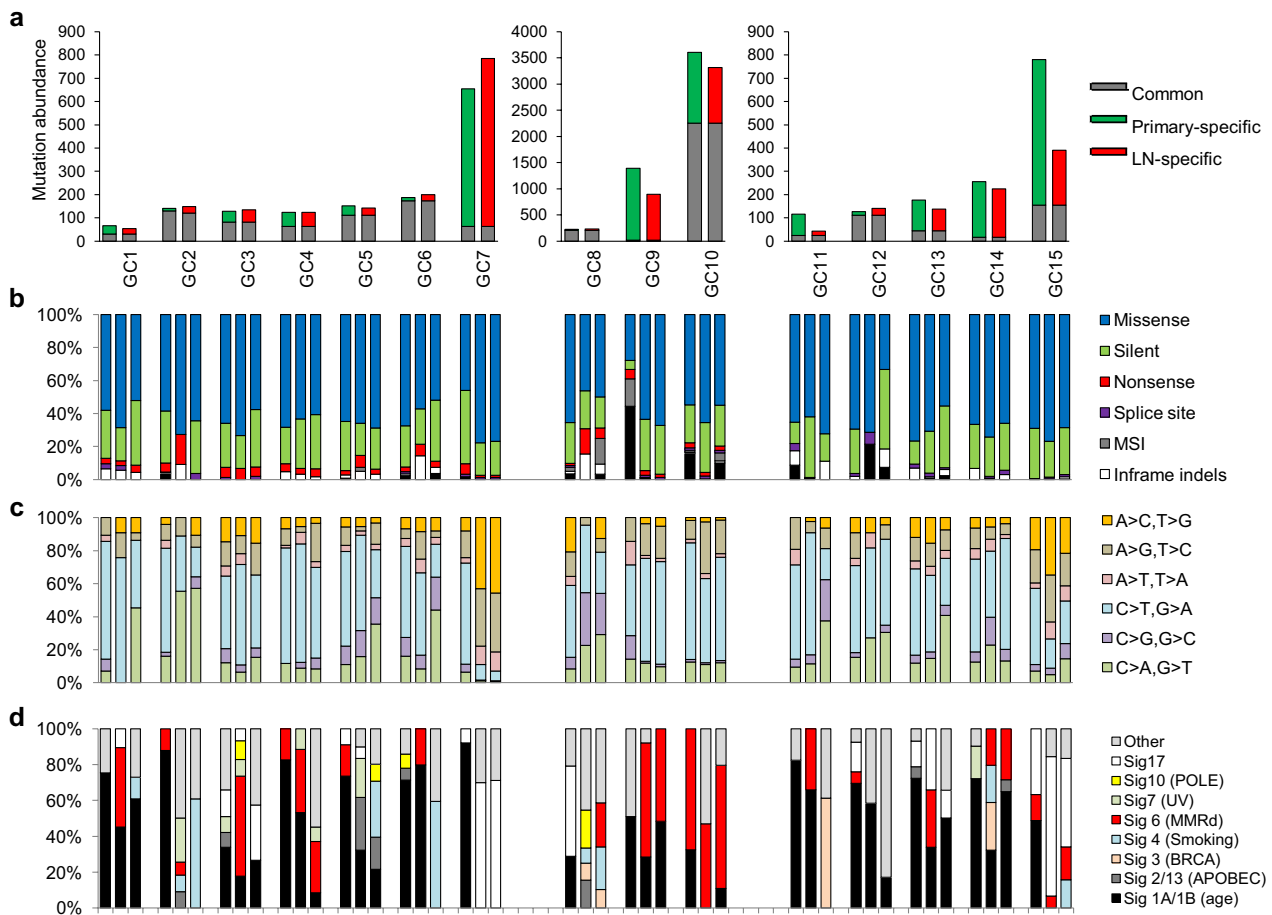 a
Mutation abundance
900
800
700
600
500
400
300
200
100
0
GC1
GC2
GC3
GC4
GC5
GC6
GC7
4000
3500
3000
2500
2000
1500
1000
500
0
GC8
GC9
GC10
900
800
700
600
500
400
300
200
100
0
GC11
GC12
GC13
GC14
GC15
Common
Primary-specific
LN-specific
b
100%
80%
60%
40%
20%
0%
Missense
Silent
Nonsense
Splice site
MSI
Inframe indels
c
100%
80%
60%
40%
20%
0%
A>C,T>G
A>G,T>C
A>T,T>A
C>T,G>A
C>G,G>C
C>A,G>T
d
100%
80%
60%
40%
20%
0%
Other
Sig17
Sig10 (POLE)
Sig7 (UV)
Sig 6 (MMRd)
Sig 4 (Smoking)
Sig 3 (BRCA)
Sig 2/13 (APOBEC)
Sig 1A/1B (age)